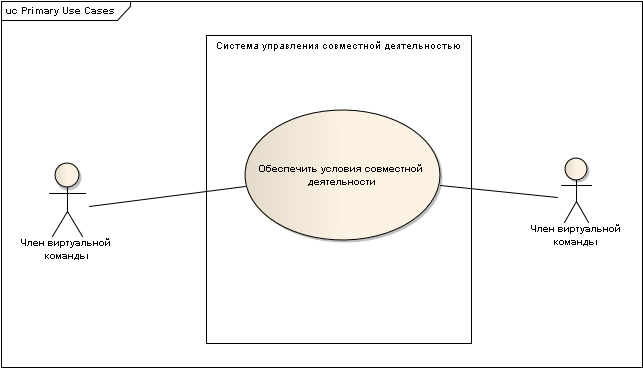 uc Primary Use Cases
Система управления совместной деятельностью
Обеспечить условия совместной
деятельности
Член виртуальной
команды
Член виртуальной
команды